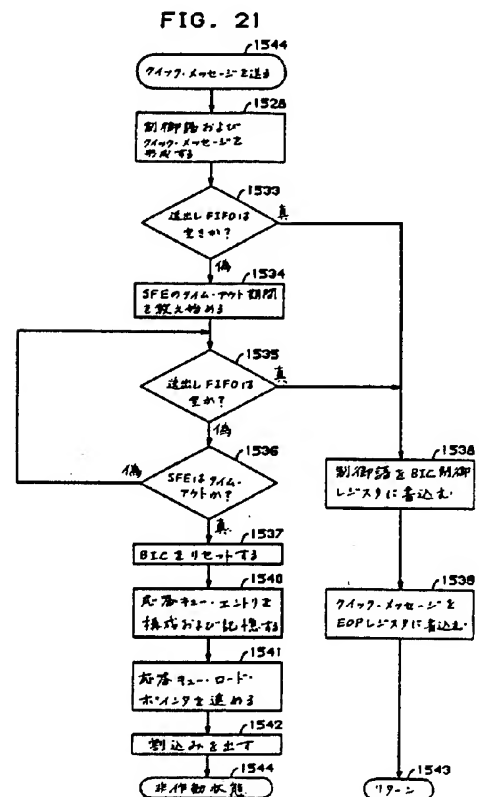 FIG. 21
1544
クイック・メッセージを送る
1528
制御語および
クイック・メッセージを
形成する
1533
送出しFIFOは
空きか?
真
偽
1534
SFEのタイム・アウト期間
を数え始める
1535
送出しFIFOは
空か?
真
偽
1536
SFEはタイム・
アウトか?
偽
真
1537
BICをリセットする
1540
応答キュー・エントリを
構成および記憶する
1541
応答キュー・ロード・
ポインタを進める
1542
割込みを出す
1544
非作動状態
1538
制御語をBIC制御
レジスタに書込む
1539
クイック・メッセージを
EOPレジスタに書込む
1543
リターン